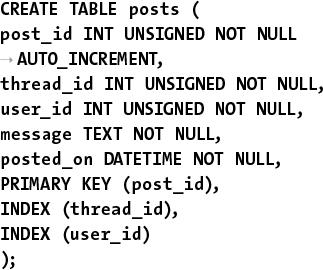 CREATE TABLE posts (
post_id INT UNSIGNED NOT NULL
→ AUTO_INCREMENT,
thread_id INT UNSIGNED NOT NULL,
user_id INT UNSIGNED NOT NULL,
message TEXT NOT NULL,
posted_on DATETIME NOT NULL,
PRIMARY KEY (post_id),
INDEX (thread_id),
INDEX (user_id)
);